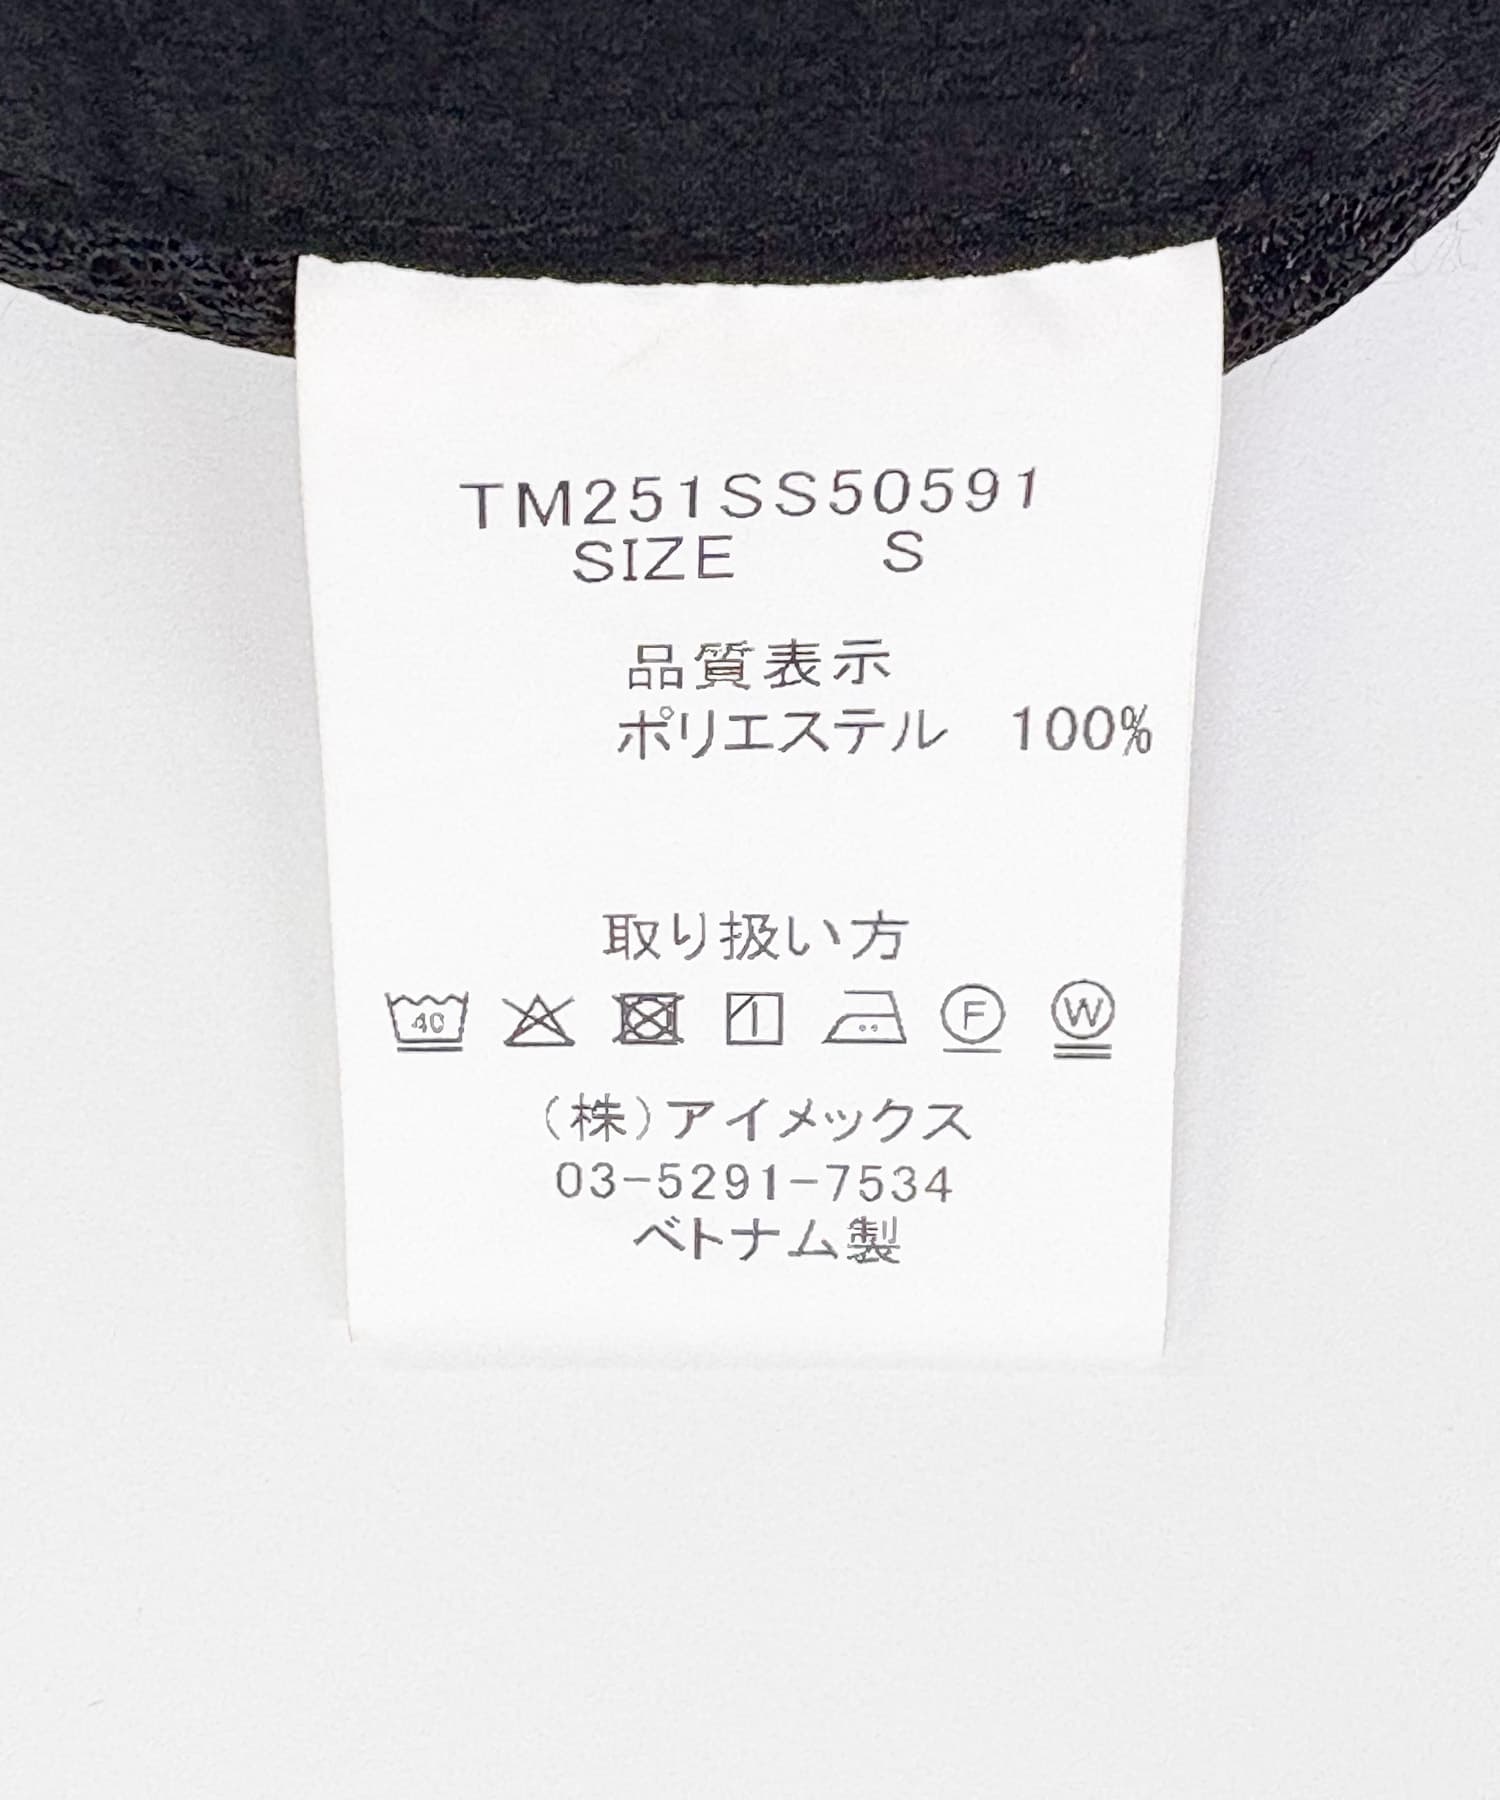 TM251SS50591
SIZE S
品質表示
ポリエステル 100%
取り扱い方
40 F W
(株)アイメックス
03-5291-7534
ベトナム製